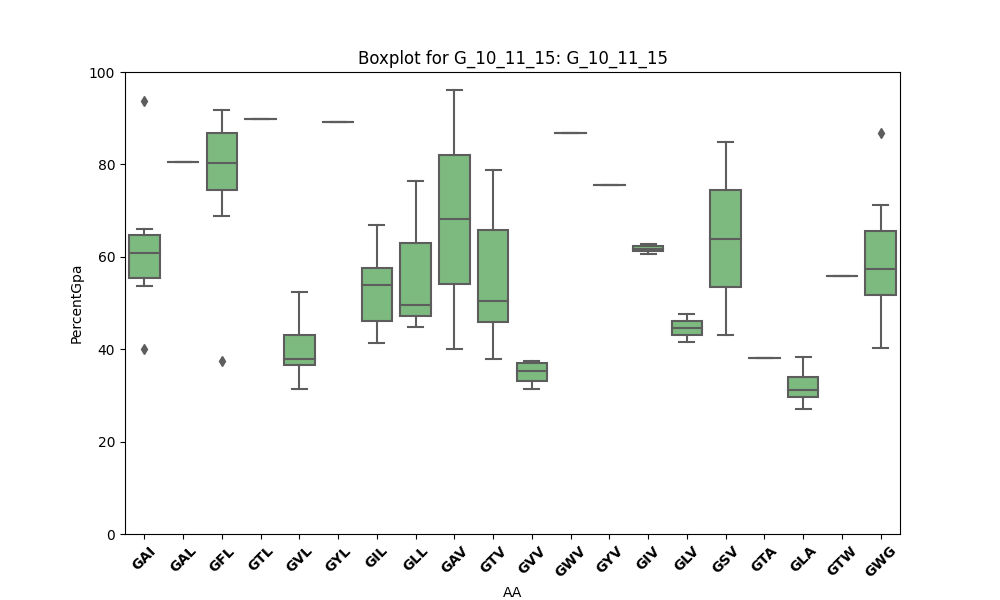 Boxplot for G_10_11_15: G_10_11_15
100
80
60
40
20
0
PercentGpa
GAI GAL GFL GTL GVL GYL GIL GLL GAV GTV GVV GWV GYV GIV GLV GSV GTA GLA GTW GWG
AA